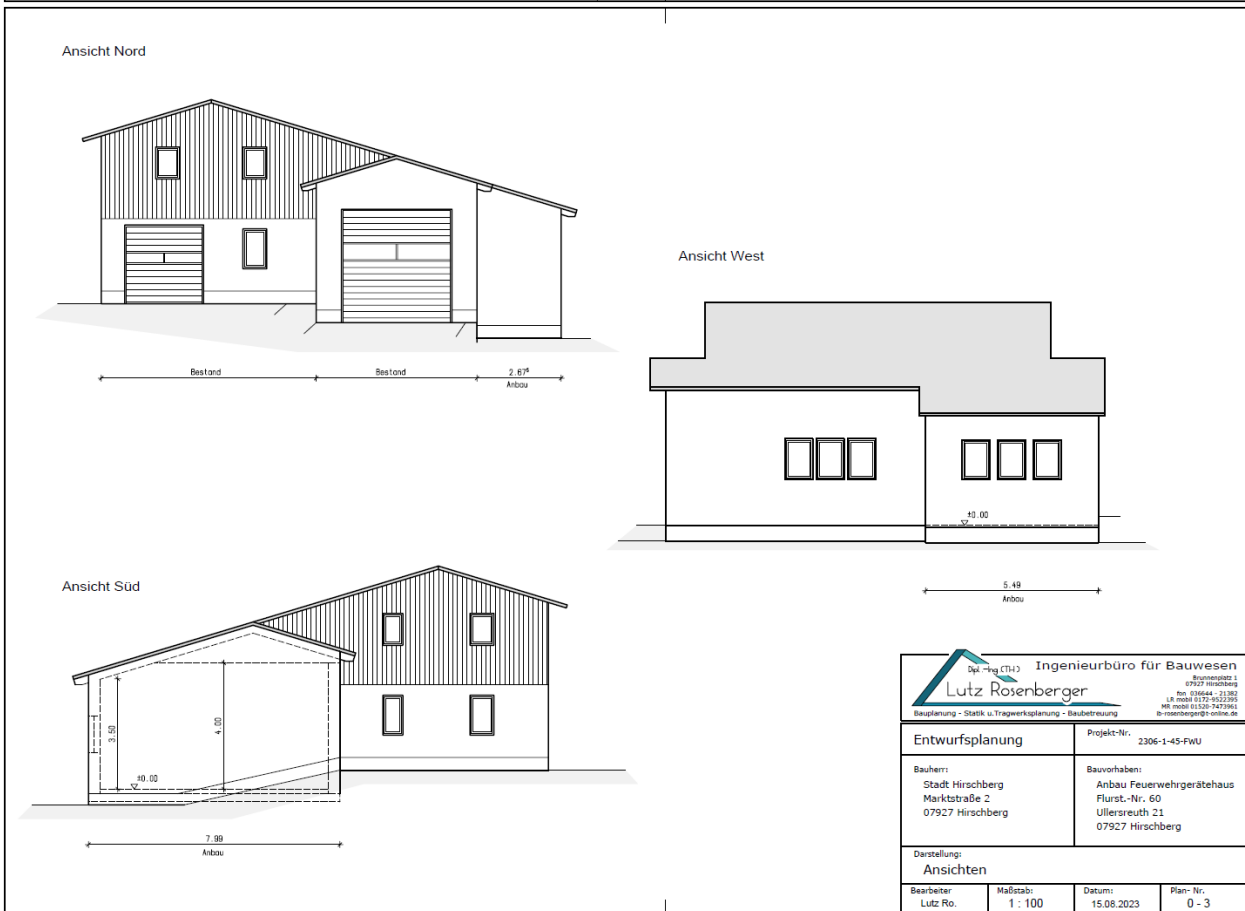 Ansicht Nord
Bestand
Bestand
2.67⁵
Anbau
Ansicht West
±0.00
5.49
Anbau
Ansicht Süd
3.50
4.00
±0.00
7.99
Anbau
Dipl.-Ing.(TH)
Ingenieurbüro für Bauwesen
Lutz Rosenberger
Brunnenplatz 1
07927 Hirschberg
fon 036644 - 21382
LR mobil 0172-9522395
MR mobil 01520-7473961
ib-rosenberger@t-online.de
Bauplanung - Statik u.Tragwerksplanung - Baubetreuung
Entwurfsplanung
Projekt-Nr.
2306-1-45-FWU
Bauherr:
Stadt Hirschberg
Marktstraße 2
07927 Hirschberg
Bauvorhaben:
Anbau Feuerwehrgerätehaus
Flurst.-Nr. 60
Ullersreuth 21
07927 Hirschberg
Darstellung:
Ansichten
Bearbeiter
Lutz Ro.
Maßstab:
1 : 100
Datum:
15.08.2023
Plan- Nr.
0 - 3